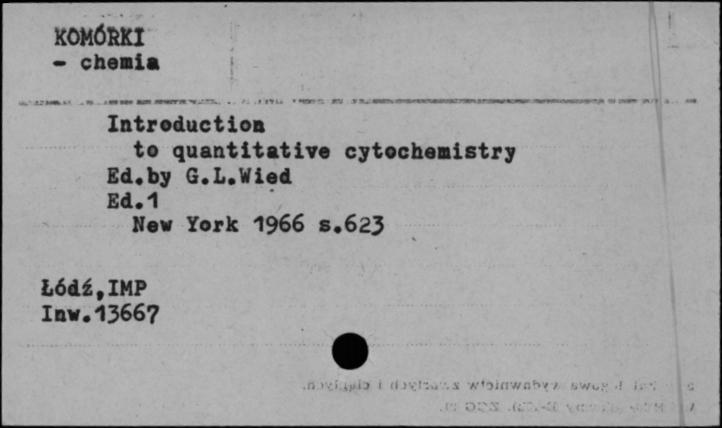 KOMÓRKI
- chemia
Introduction
to quantitative cytochemistry
Ed.by G.L.Wied
Ed.1
New York 1966 s.623
Łódź,IMP
Inw.13667